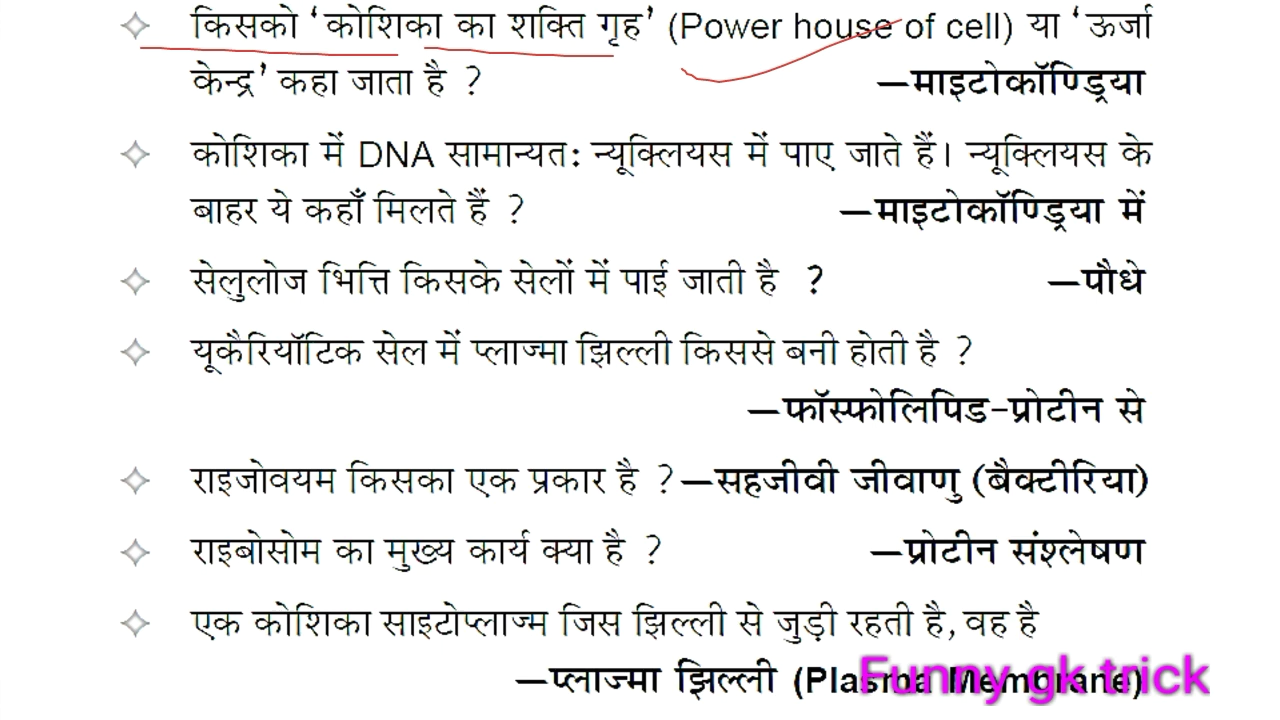 किसको ‘कोशिका का शक्ति गृह’ (Power house of cell) या ‘ऊर्जा
केन्द्र’ कहा जाता है ? —माइटोकॉण्ड्रिया
कोशिका में DNA सामान्यत: न्यूक्लियस में पाए जाते हैं। न्यूक्लियस के
बाहर ये कहाँ मिलते हैं ? —माइटोकॉण्ड्रिया में
सेलुलोज भित्ति किसके सेलों में पाई जाती है ? —पौधे
यूकैरियॉटिक सेल में प्लाज्मा झिल्ली किससे बनी होती है ?
—फॉस्फोलिपिड-प्रोटीन से
राइजोवयम किसका एक प्रकार है ? —सहजीवी जीवाणु (बैक्टीरिया)
राइबोसोम का मुख्य कार्य क्या है ? —प्रोटीन संश्लेषण
एक कोशिका साइटोप्लाज्म जिस झिल्ली से जुड़ी रहती है, वह है
—प्लाज्मा झिल्ली (Plasma Membrane)
Funny gk trick